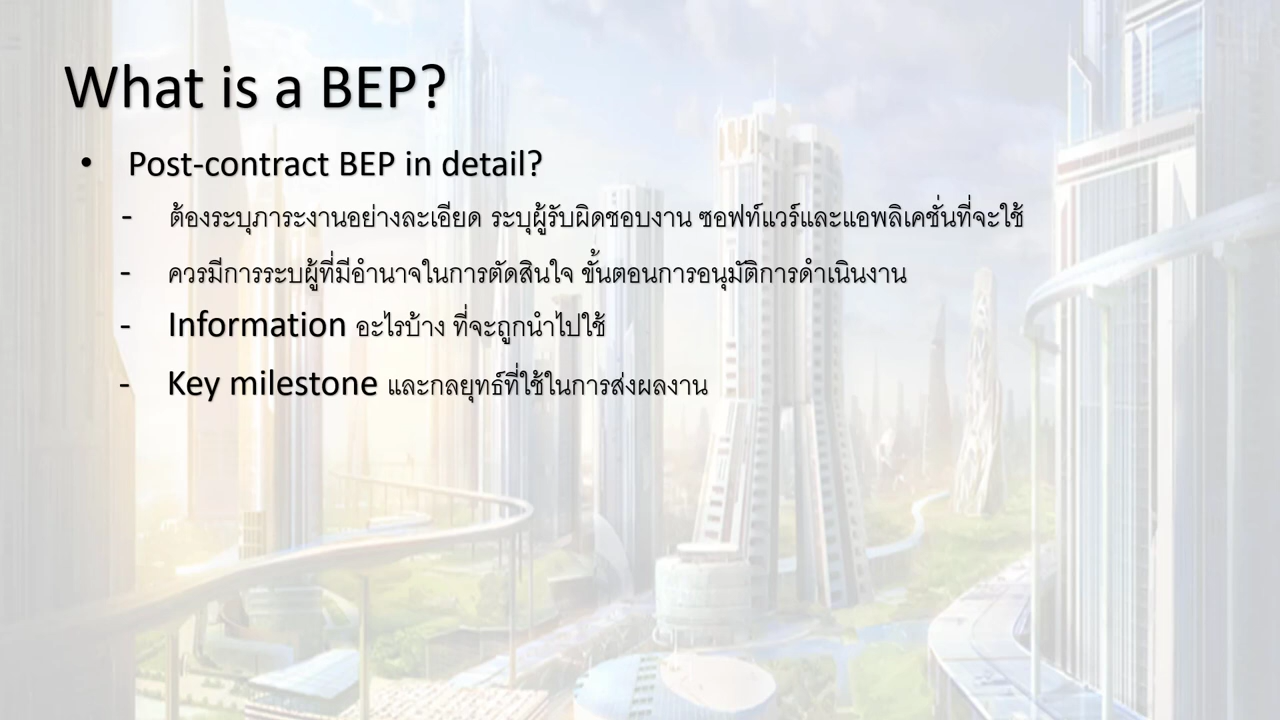 What is a BEP?
• Post-contract BEP in detail?
- ต้องระบุภาระงานอย่างละเอียด ระบุผู้รับผิดชอบงาน ซอฟท์แวร์และแอพลิเคชั่นที่จะใช้
- ควรมีการระบผู้ที่มีอำนาจในการตัดสินใจ ขั้นตอนการอนุมัติการดำเนินงาน
- Information อะไรบ้าง ที่จะถูกนำไปใช้
- Key milestone และกลยุทธ์ที่ใช้ในการส่งผลงาน